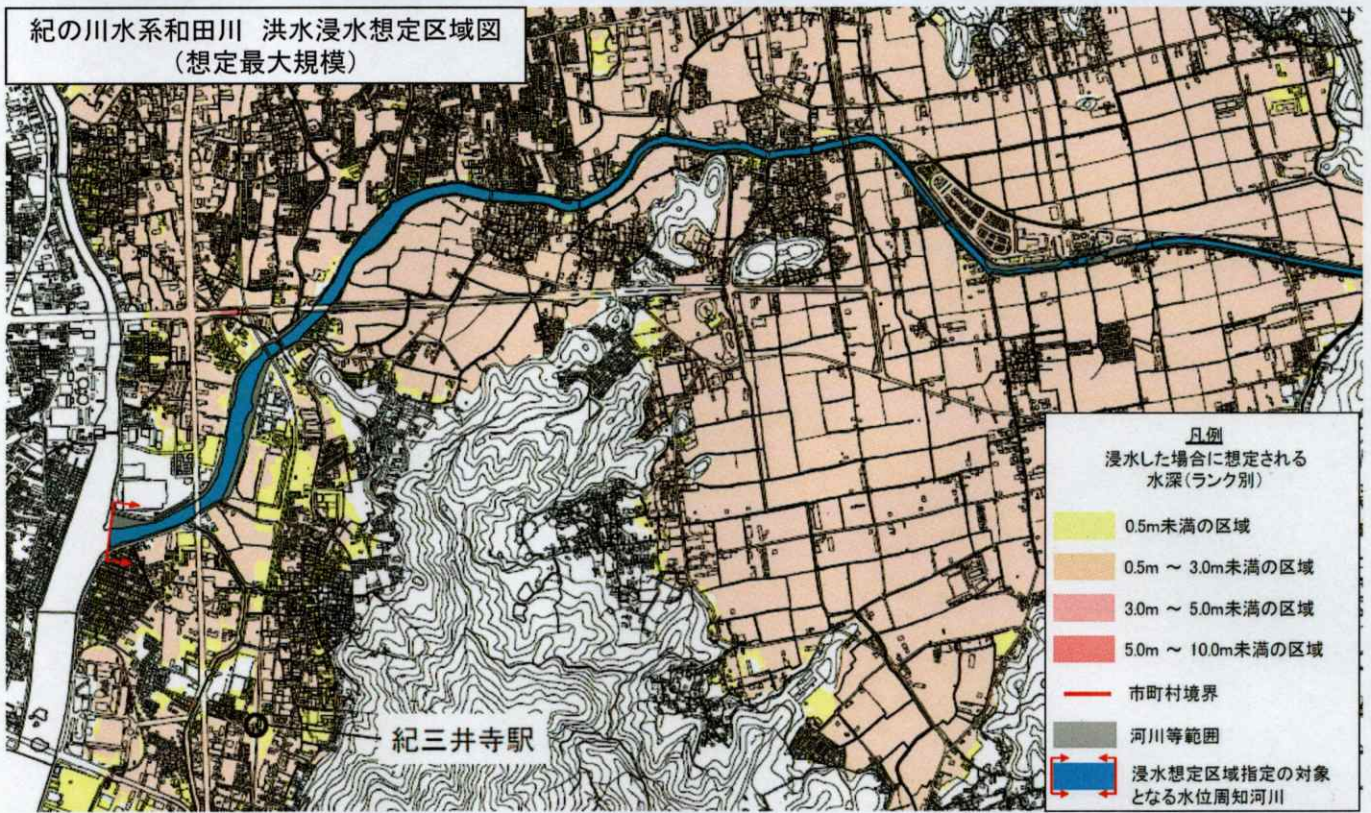 紀の川水系和田川 洪水浸水想定区域図
(想定最大規模)
紀三井寺駅
凡例
浸水した場合に想定される
水深(ランク別)
0.5m未満の区域
0.5m ~ 3.0m未満の区域
3.0m ~ 5.0m未満の区域
5.0m ~ 10.0m未満の区域
市町村境界
河川等範囲
浸水想定区域指定の対象
となる水位周知河川